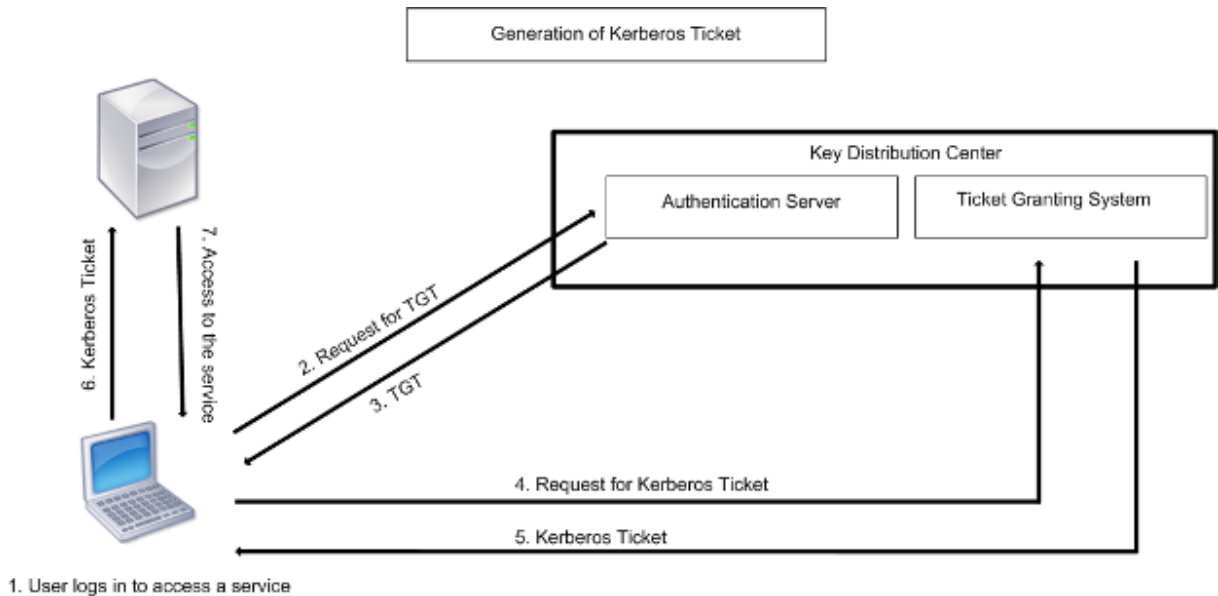 Generation of Kerberos Ticket
Key Distribution Center
Authentication Server
Ticket Granting System
6. Kerberos Ticket
7. Access to the service
2. Request for TGT
3. TGT
4. Request for Kerberos Ticket
5. Kerberos Ticket
1. User logs in to access a service